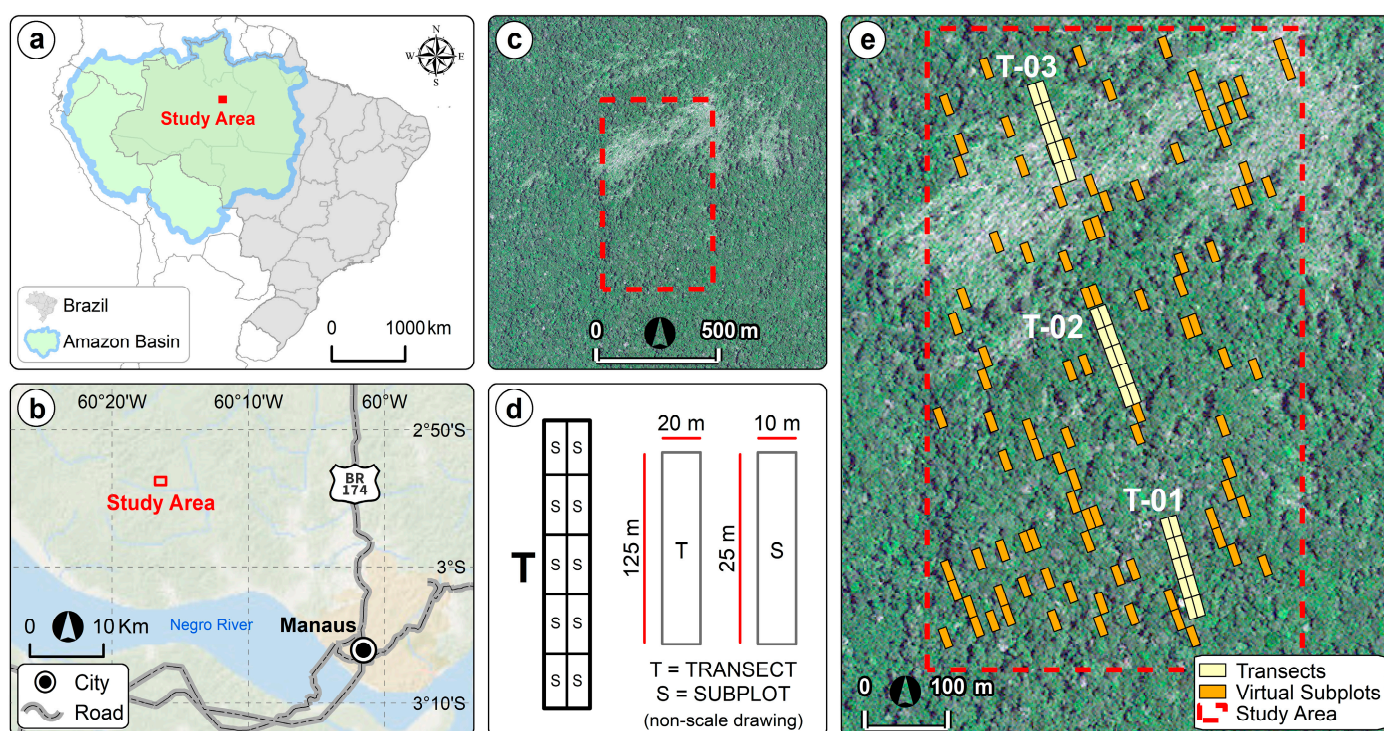 a
N
W
E
S
Study Area
Brazil
Amazon Basin
0 1000 km
b
60°20'W 60°10'W 60°W
2°50'S
BR
174
Study Area
3°S
0 10 Km
Negro River
Manaus
City
Road
3°10'S
c
0 500 m
d
T
S S
S S
S S
S S
S S
20 m 10 m
125 m
T
25 m
S
T = TRANSECT
S = SUBPLOT
(non-scale drawing)
e
T-03
T-02
T-01
0 100 m
Transects
Virtual Subplots
Study Area